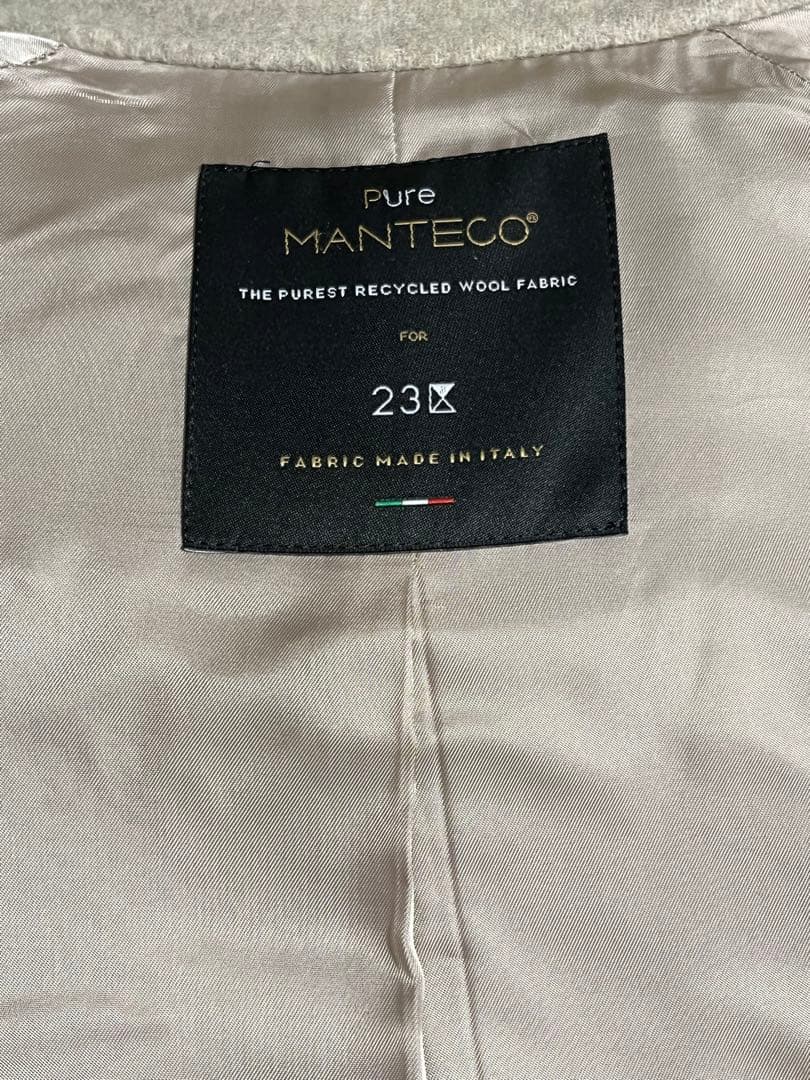 Pure
MANTECO®
THE PUREST RECYCLED WOOL FABRIC
FOR
23
FABRIC MADE IN ITALY